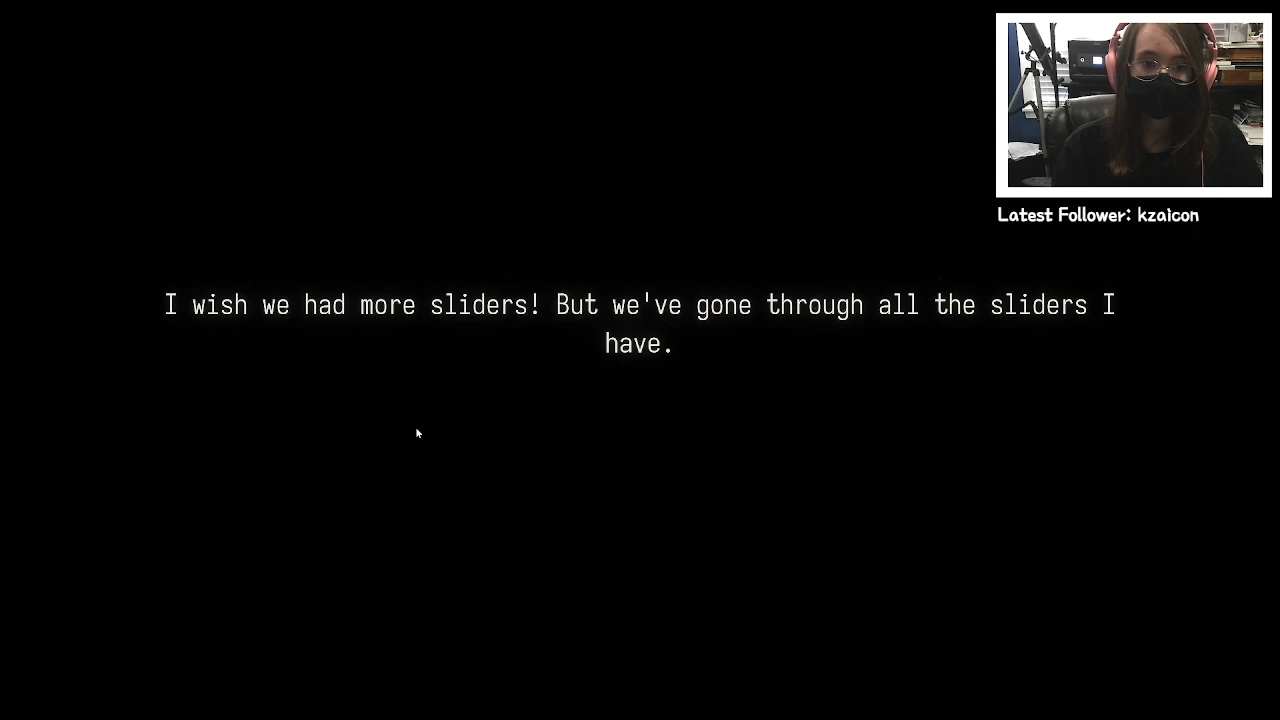 Latest Follower: kzaicon
I wish we had more sliders! But we've gone through all the sliders I
have.